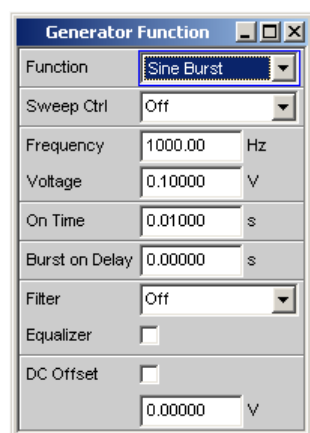 Generator Function
Function Sine Burst
Sweep Ctrl Off
Frequency 1000.00 Hz
Voltage 0.10000 V
On Time 0.01000 s
Burst on Delay 0.00000 s
Filter Off
Equalizer
DC Offset
0.00000 V